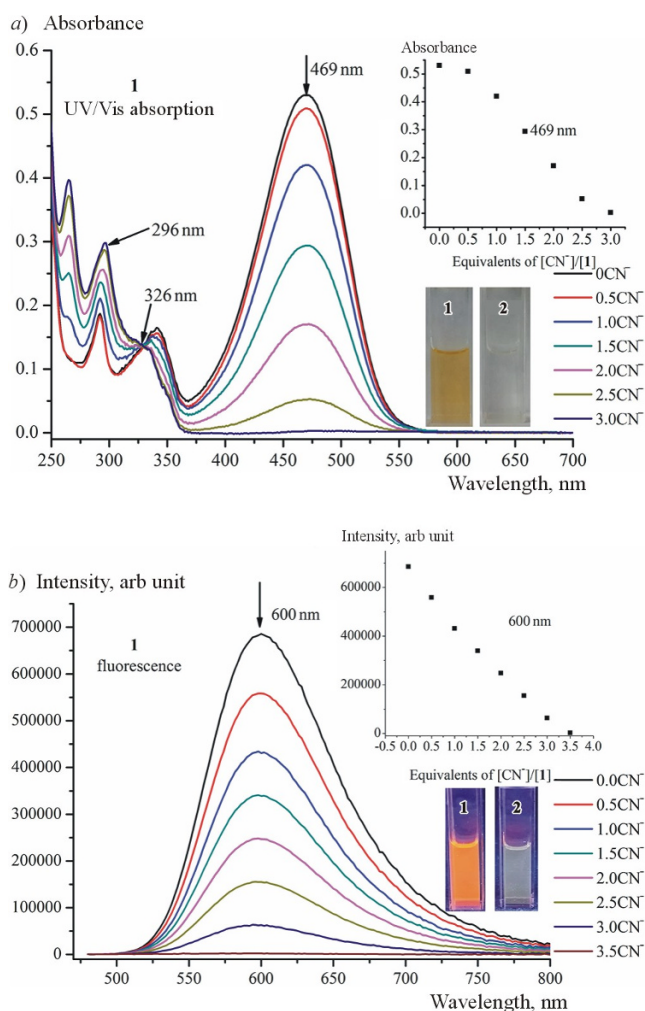 a) Absorbance
0.6
0.5
0.4
0.3
0.2
0.1
0.0
250 300 350 400 450 500 550 600 650 700
Wavelength, nm
1
UV/Vis absorption
469 nm
296 nm
326 nm
Absorbance
0.5
0.4
0.3
0.2
0.1
0.0
469 nm
0.0 0.5 1.0 1.5 2.0 2.5 3.0
Equivalents of [CN⁻]/[1]
1 2
0CN⁻
0.5CN⁻
1.0CN⁻
1.5CN⁻
2.0CN⁻
2.5CN⁻
3.0CN⁻
b) Intensity, arb unit
700000
600000
500000
400000
300000
200000
100000
0
500 550 600 650 700 750 800
Wavelength, nm
1
fluorescence
600 nm
Intensity, arb unit
600000
400000
200000
0
600 nm
-0.5 0.0 0.5 1.0 1.5 2.0 2.5 3.0 3.5 4.0
Equivalents of [CN⁻]/[1]
1 2
0.0CN⁻
0.5CN⁻
1.0CN⁻
1.5CN⁻
2.0CN⁻
2.5CN⁻
3.0CN⁻
3.5CN⁻